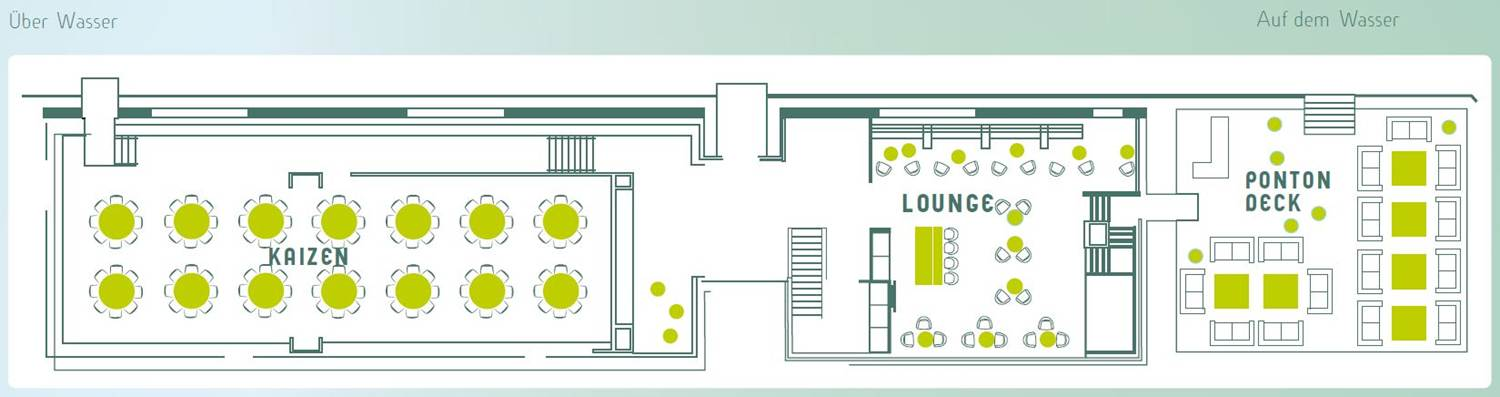 Über Wasser
Auf dem Wasser
KAIZEN
LOUNGE
PONTON
DECK